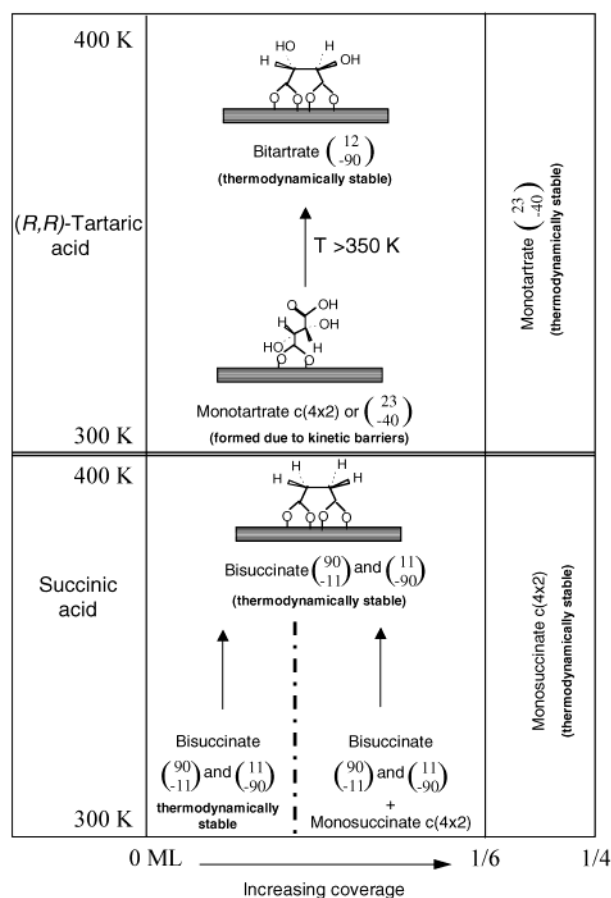 400 K
HO
H
H
OH
O
O
O
O
Bitartrate (12 / -90)
(thermodynamically stable)
(R,R)-Tartaric
acid
T >350 K
O
OH
H
OH
HO
H
O
O
Monotartrate c(4x2) or (23 / -40)
(formed due to kinetic barriers)
300 K
Monotartrate (23 / -40)
(thermodynamically stable)
400 K
H
H
H
H
O
O
O
O
Bisuccinate (90 / -11) and (11 / -90)
(thermodynamically stable)
Succinic
acid
Bisuccinate
(90 / -11) and (11 / -90)
thermodynamically
stable
Bisuccinate
(90 / -11) and (11 / -90)
+
Monosuccinate c(4x2)
300 K
Monosuccinate c(4x2)
(thermodynamically stable)
0 ML
1/6
1/4
Increasing coverage